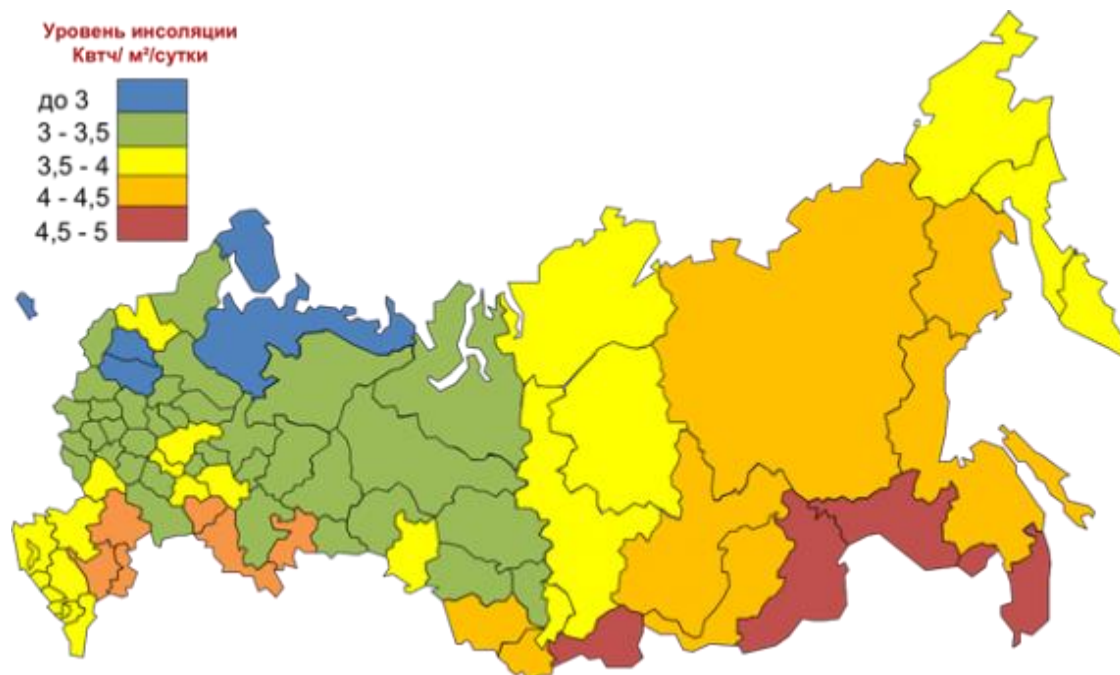 Уровень инсоляции
Квтч/ м²/сутки
до 3
3 - 3,5
3,5 - 4
4 - 4,5
4,5 - 5